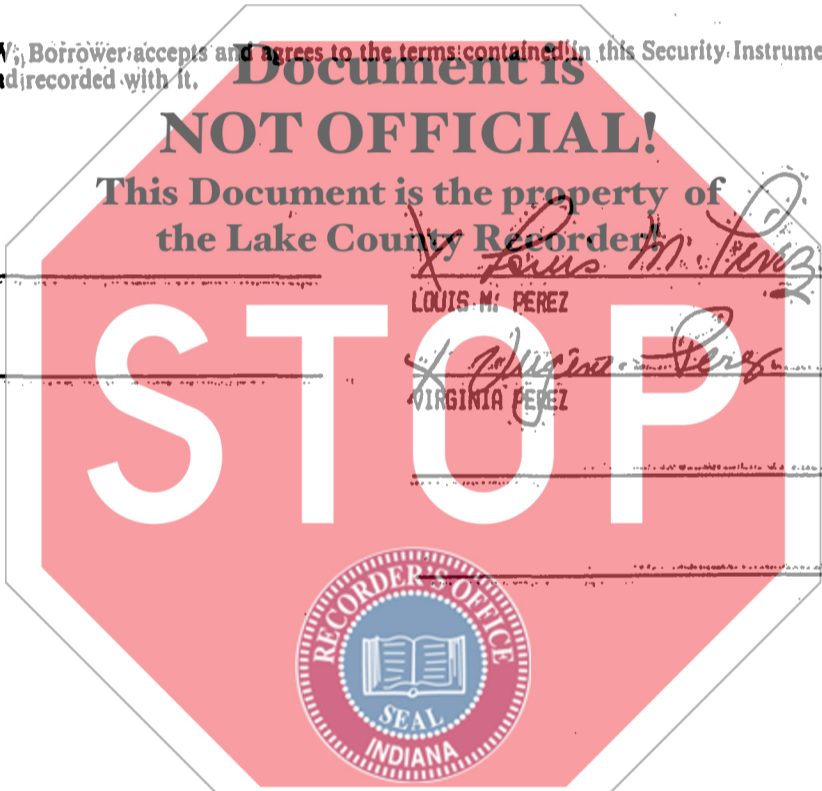 V, Borrower accepts and agrees to the terms contained in this Security Instrume
d recorded with it.
Document is
NOT OFFICIAL!
This Document is the property of
the Lake County Recorder!
X Louis M. Perez
LOUIS M. PEREZ
X Virginia Perez
VIRGINIA PEREZ
STOP
RECORDER'S OFFICE
SEAL
INDIANA